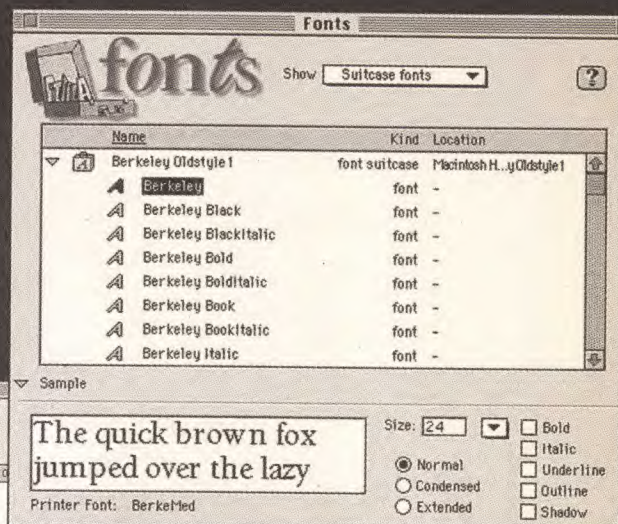 Fonts
fonts
Show Suitcase fonts ?
Name Kind Location
Berkeley Oldstyle1 font suitcase Macintosh H...yOldstyle1
Berkeley font -
Berkeley Black font -
Berkeley BlackItalic font -
Berkeley Bold font -
Berkeley BoldItalic font -
Berkeley Book font -
Berkeley BookItalic font -
Berkeley Italic font -
Sample
The quick brown fox
jumped over the lazy
Size: 24
Normal
Condensed
Extended
Bold
Italic
Underline
Outline
Shadow
Printer Font: BerkeMed